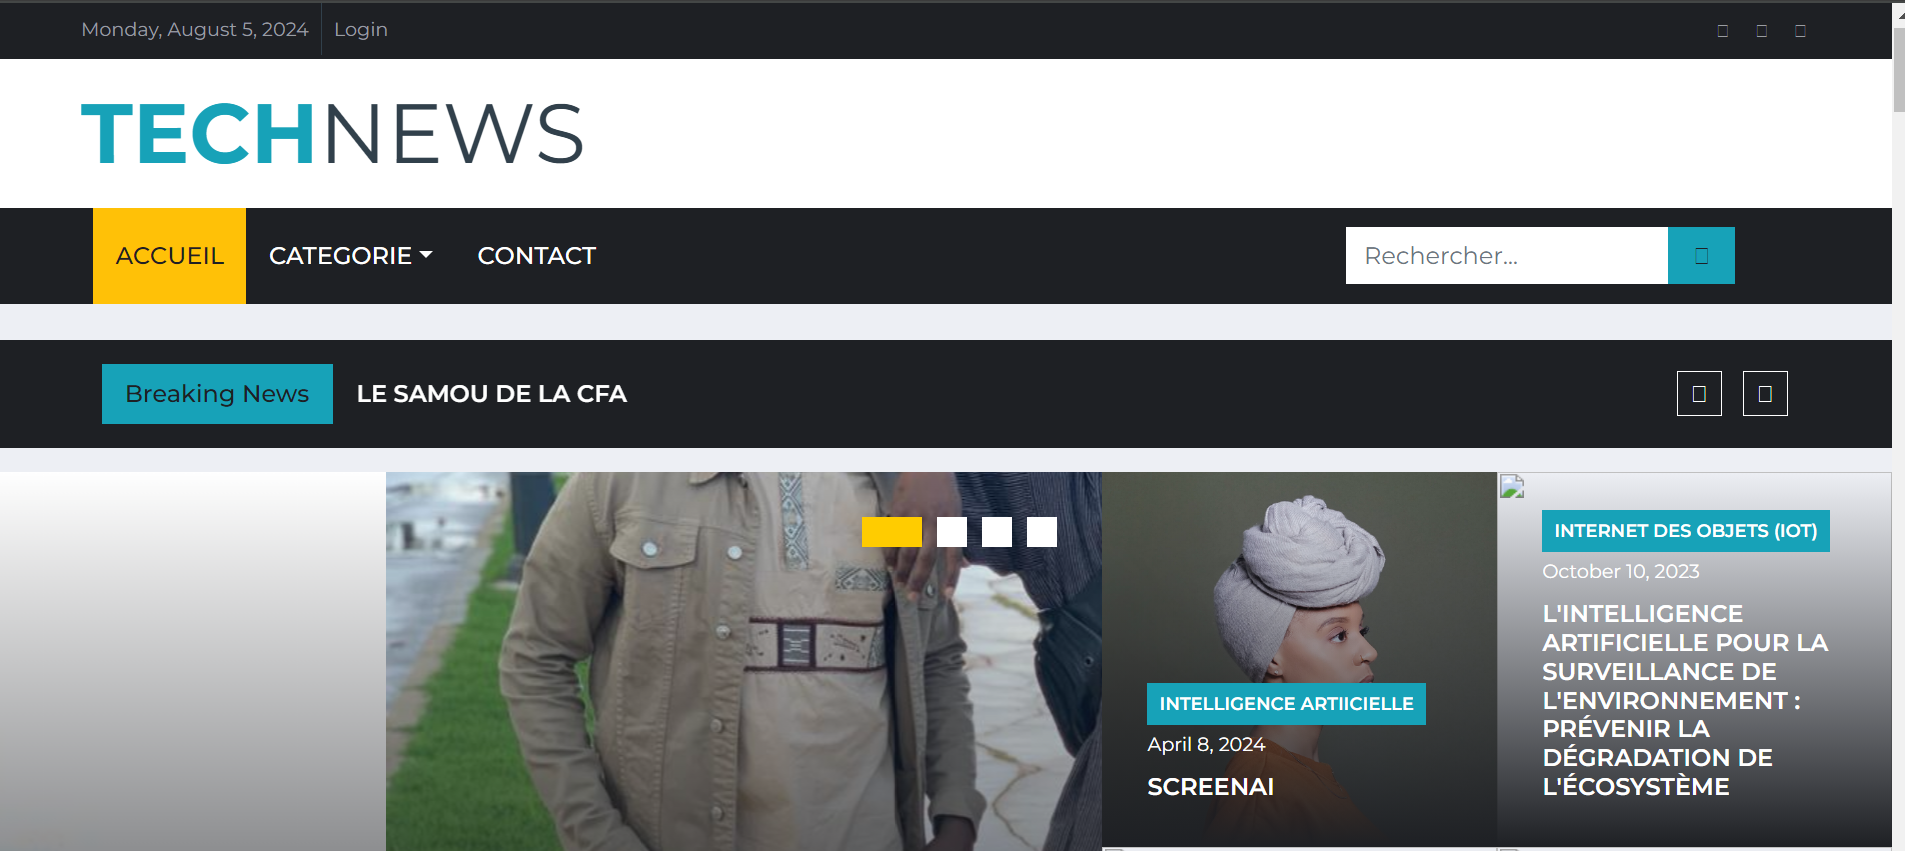 Monday, August 5, 2024 Login
TECHNEWS
ACCUEIL CATEGORIE CONTACT Rechercher...
Breaking News LE SAMOU DE LA CFA
INTELLIGENCE ARTIICIELLE
April 8, 2024
SCREENAI
INTERNET DES OBJETS (IOT)
October 10, 2023
L'INTELLIGENCE
ARTIFICIELLE POUR LA
SURVEILLANCE DE
L'ENVIRONNEMENT :
PRÉVENIR LA
DÉGRADATION DE
L'ÉCOSYSTÈME